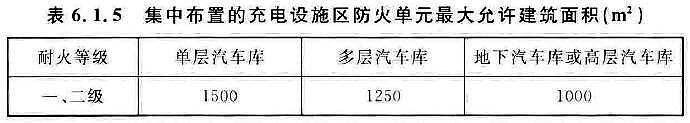 表 6.1.5 集中布置的充电设施区防火单元最大允许建筑面积(m²)
耐火等级 单层汽车库 多层汽车库 地下汽车库或高层汽车库
一、二级 1500 1250 1000